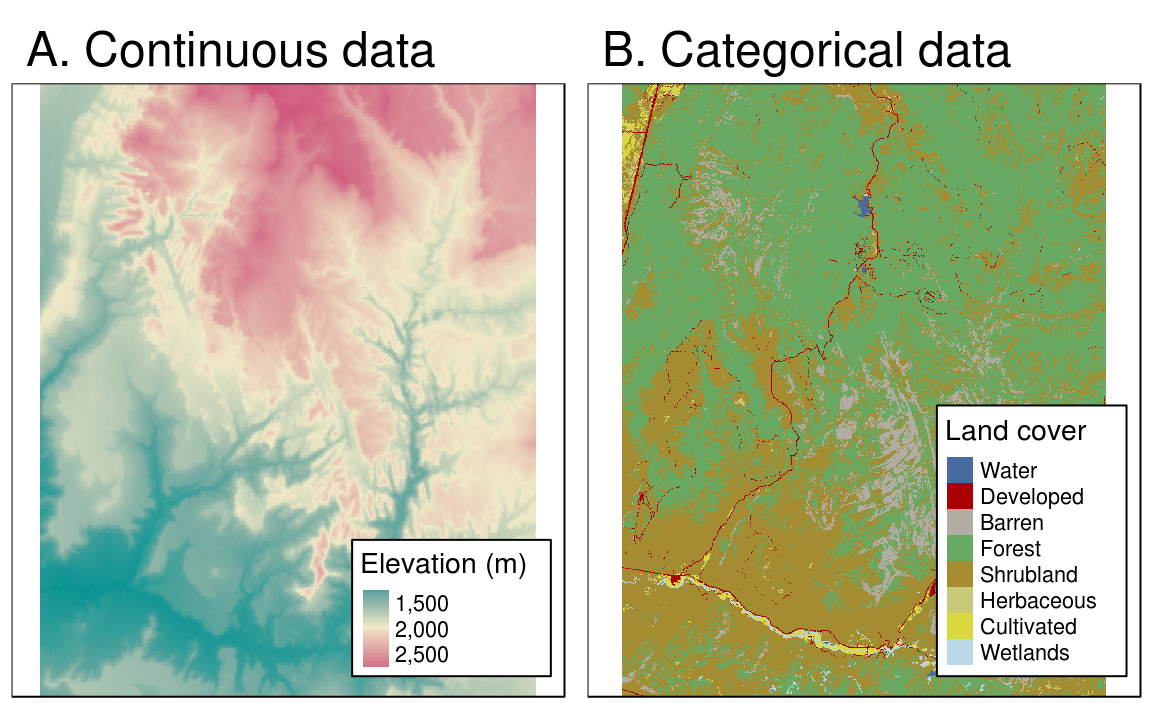 A. Continuous data
B. Categorical data
Elevation (m)
1,500
2,000
2,500
Land cover
Water
Developed
Barren
Forest
Shrubland
Herbaceous
Cultivated
Wetlands